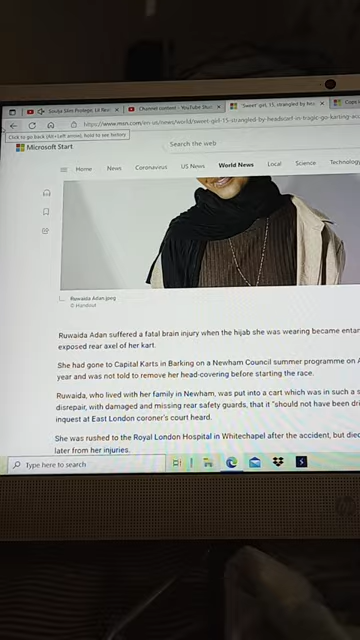 Channel content - YouTube Stu
"Sweet' girl, 15, strangled by hea
Click to go back (Alt+Left arrow), hold to see history
https://www.msn.com/en-us/news/world/sweet-girl-15-strangled-by-headscarf-in-tragic-go-karting-acc
Microsoft Start
Search the web
Home News Coronavirus US News World News Local Science Technology
Ruwaida Adan.jpeg
© Handout
Ruwaida Adan suffered a fatal brain injury when the hijab she was wearing became entan
exposed rear axel of her kart.
She had gone to Capital Karts in Barking on a Newham Council summer programme on A
year and was not told to remove her head-covering before starting the race.
Ruwaida, who lived with her family in Newham, was put into a cart which was in such a s
disrepair, with damaged and missing rear safety guards, that it "should not have been dri
inquest at East London coroner's court heard.
She was rushed to the Royal London Hospital in Whitechapel after the accident, but died
later from her injuries.
Type here to search